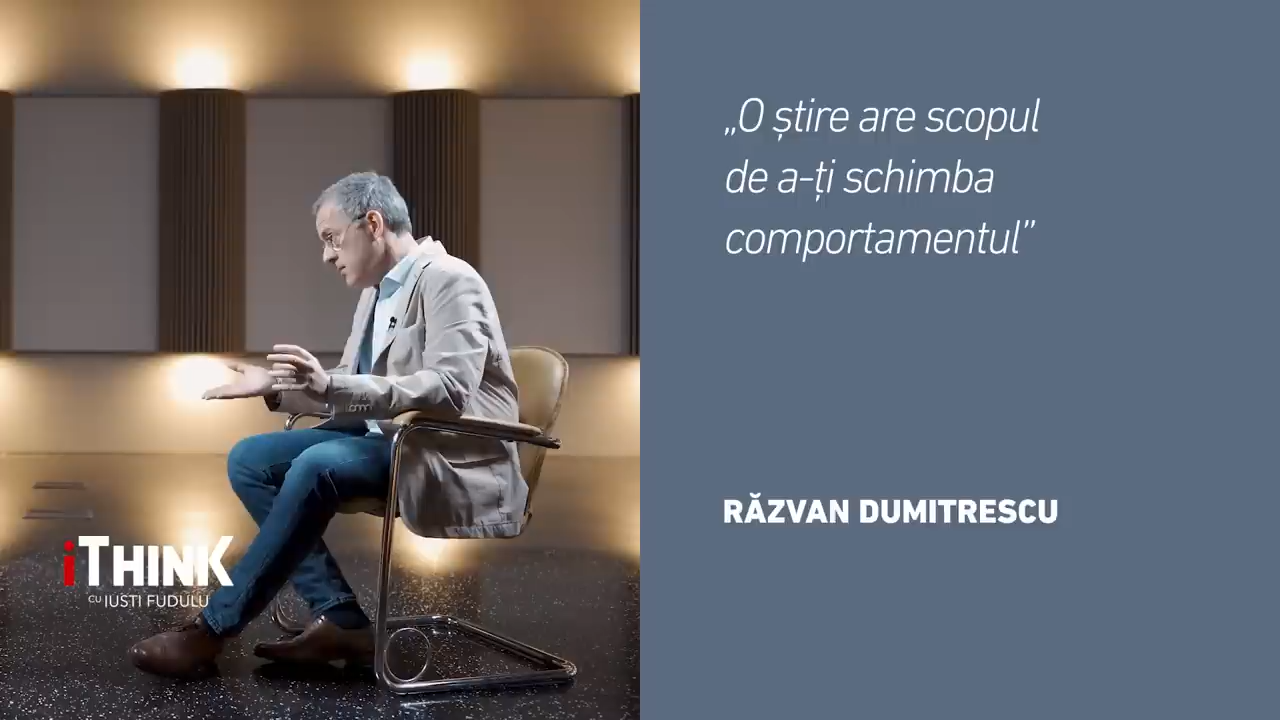 „O știre are scopul
de a-ți schimba
comportamentul”
RĂZVAN DUMITRESCU
iTHINK
CU IUSTI FUDULU